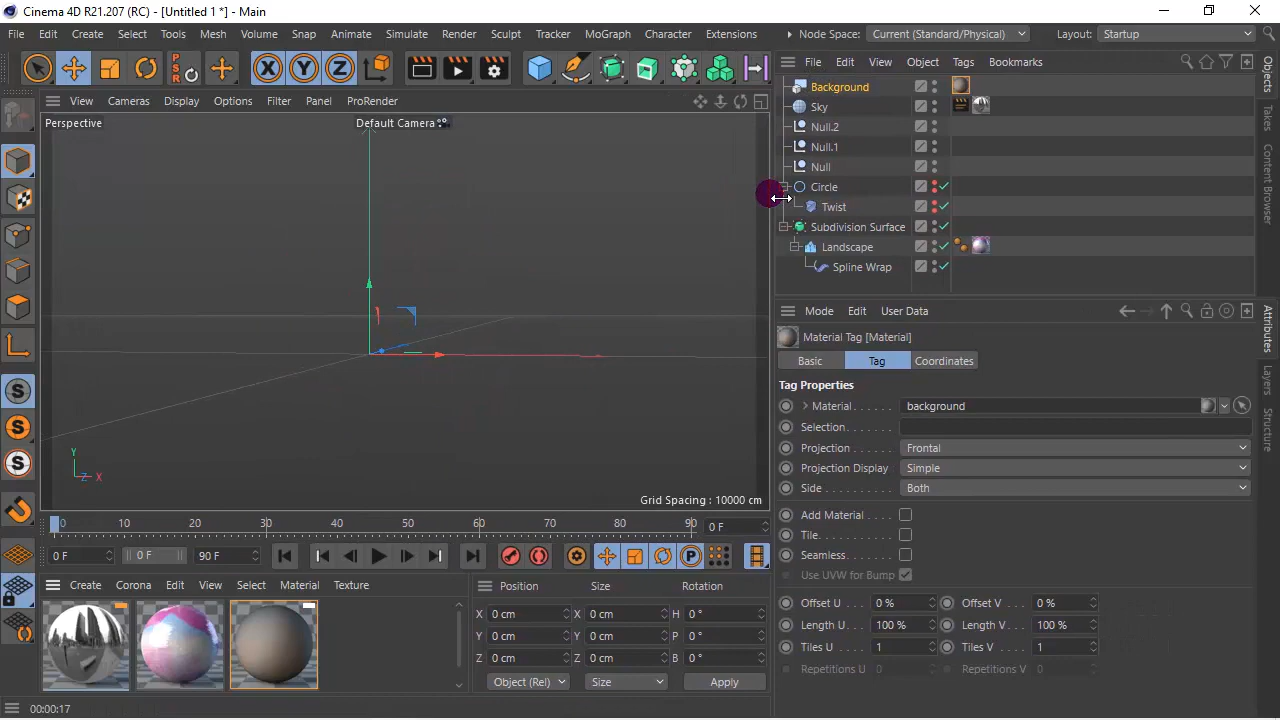 Cinema 4D R21.207 (RC) - [Untitled 1 *] - Main
File Edit Create Select Tools Mesh Volume Snap Animate Simulate Render Sculpt Tracker MoGraph Character Extensions
Node Space: Current (Standard/Physical) Layout: Startup
X Y Z
PSR
File Edit View Object Tags Bookmarks
View Cameras Display Options Filter Panel ProRender
Perspective
Default Camera
Background
Sky
Null.2
Null.1
Null
Circle
Twist
Subdivision Surface
Landscape
Spline Wrap
Objects
Takes
Content Browser
Attributes
Layers
Structure
Mode Edit User Data
Material Tag [Material]
Basic Tag Coordinates
Tag Properties
Material . . . . . . background
Selection. . . . . . . .
Projection . . . . . . . Frontal
Projection Display Simple
Side . . . . . . . . . . . . Both
Add Material . . . .
Tile. . . . . . . . . . . . .
Seamless. . . . . . . .
Use UVW for Bump
Offset U . . . 0 % Offset V . . . 0 %
Length U . . 100 % Length V . . 100 %
Tiles U . . . . 1 Tiles V . . . . 1
Repetitions U 0 Repetitions V 0
Y
Z X
Grid Spacing : 10000 cm
0 10 20 30 40 50 60 70 80 90 0 F
0 F 0 F 90 F 
P
Create Corona Edit View Select Material Texture
Position Size Rotation
X 0 cm X 0 cm H 0 °
Y 0 cm Y 0 cm P 0 °
Z 0 cm Z 0 cm B 0 °
Object (Rel) Size Apply
S
S
S
00:00:17